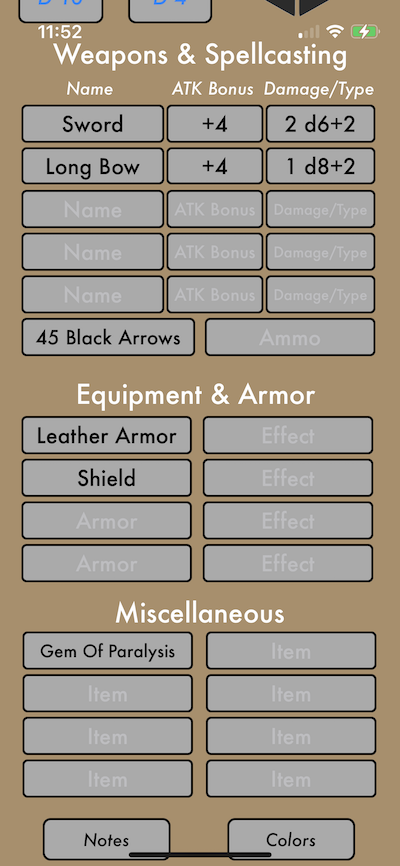 D 10 D 4
11:52
Weapons & Spellcasting
Name ATK Bonus Damage/Type
Sword +4 2 d6+2
Long Bow +4 1 d8+2
Name ATK Bonus Damage/Type
Name ATK Bonus Damage/Type
Name ATK Bonus Damage/Type
45 Black Arrows Ammo
Equipment & Armor
Leather Armor Effect
Shield Effect
Armor Effect
Armor Effect
Miscellaneous
Gem Of Paralysis Item
Item Item
Item Item
Item Item
Notes Colors